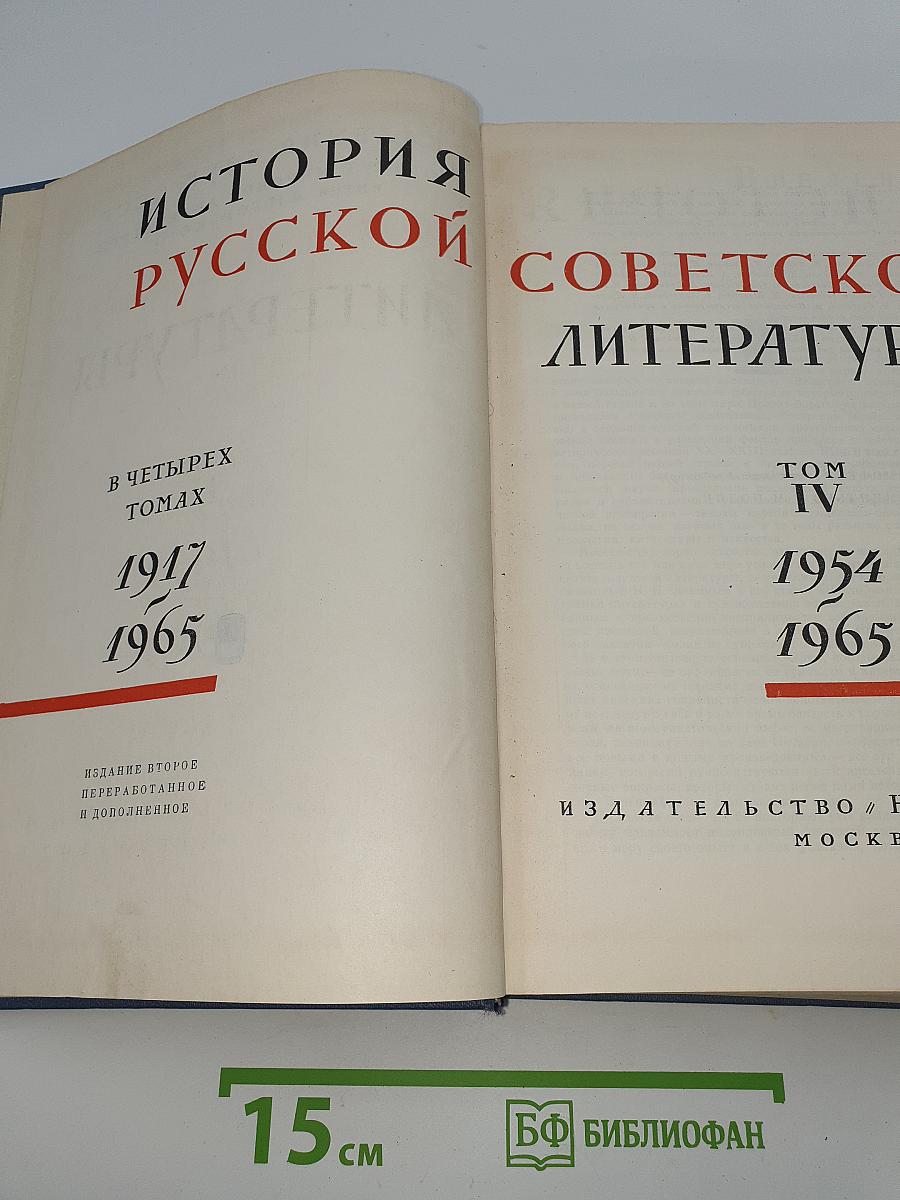 ИСТОРИЯ
РУССКОЙ
В ЧЕТЫРЕХ
ТОМАХ
1917
~
1965
ИЗДАНИЕ ВТОРОЕ
ПЕРЕРАБОТАННОЕ
И ДОПОЛНЕННОЕ
СОВЕТСКО
ЛИТЕРАТУР
ТОМ
IV
1954
~
1965
ИЗДАТЕЛЬСТВО «Н
МОСКВ
15 см
БФ БИБЛИОФАН